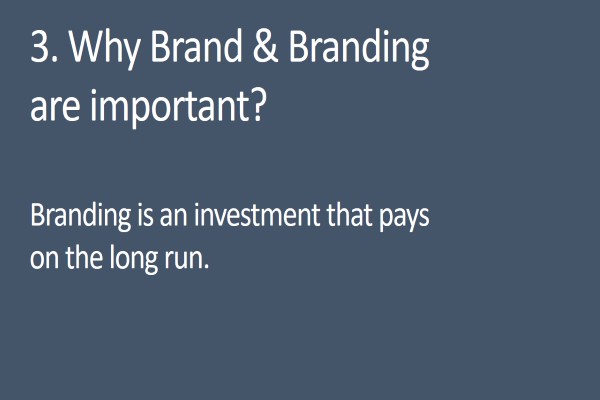 3. Why Brand & Branding
are important?
Branding is an investment that pays
on the long run.